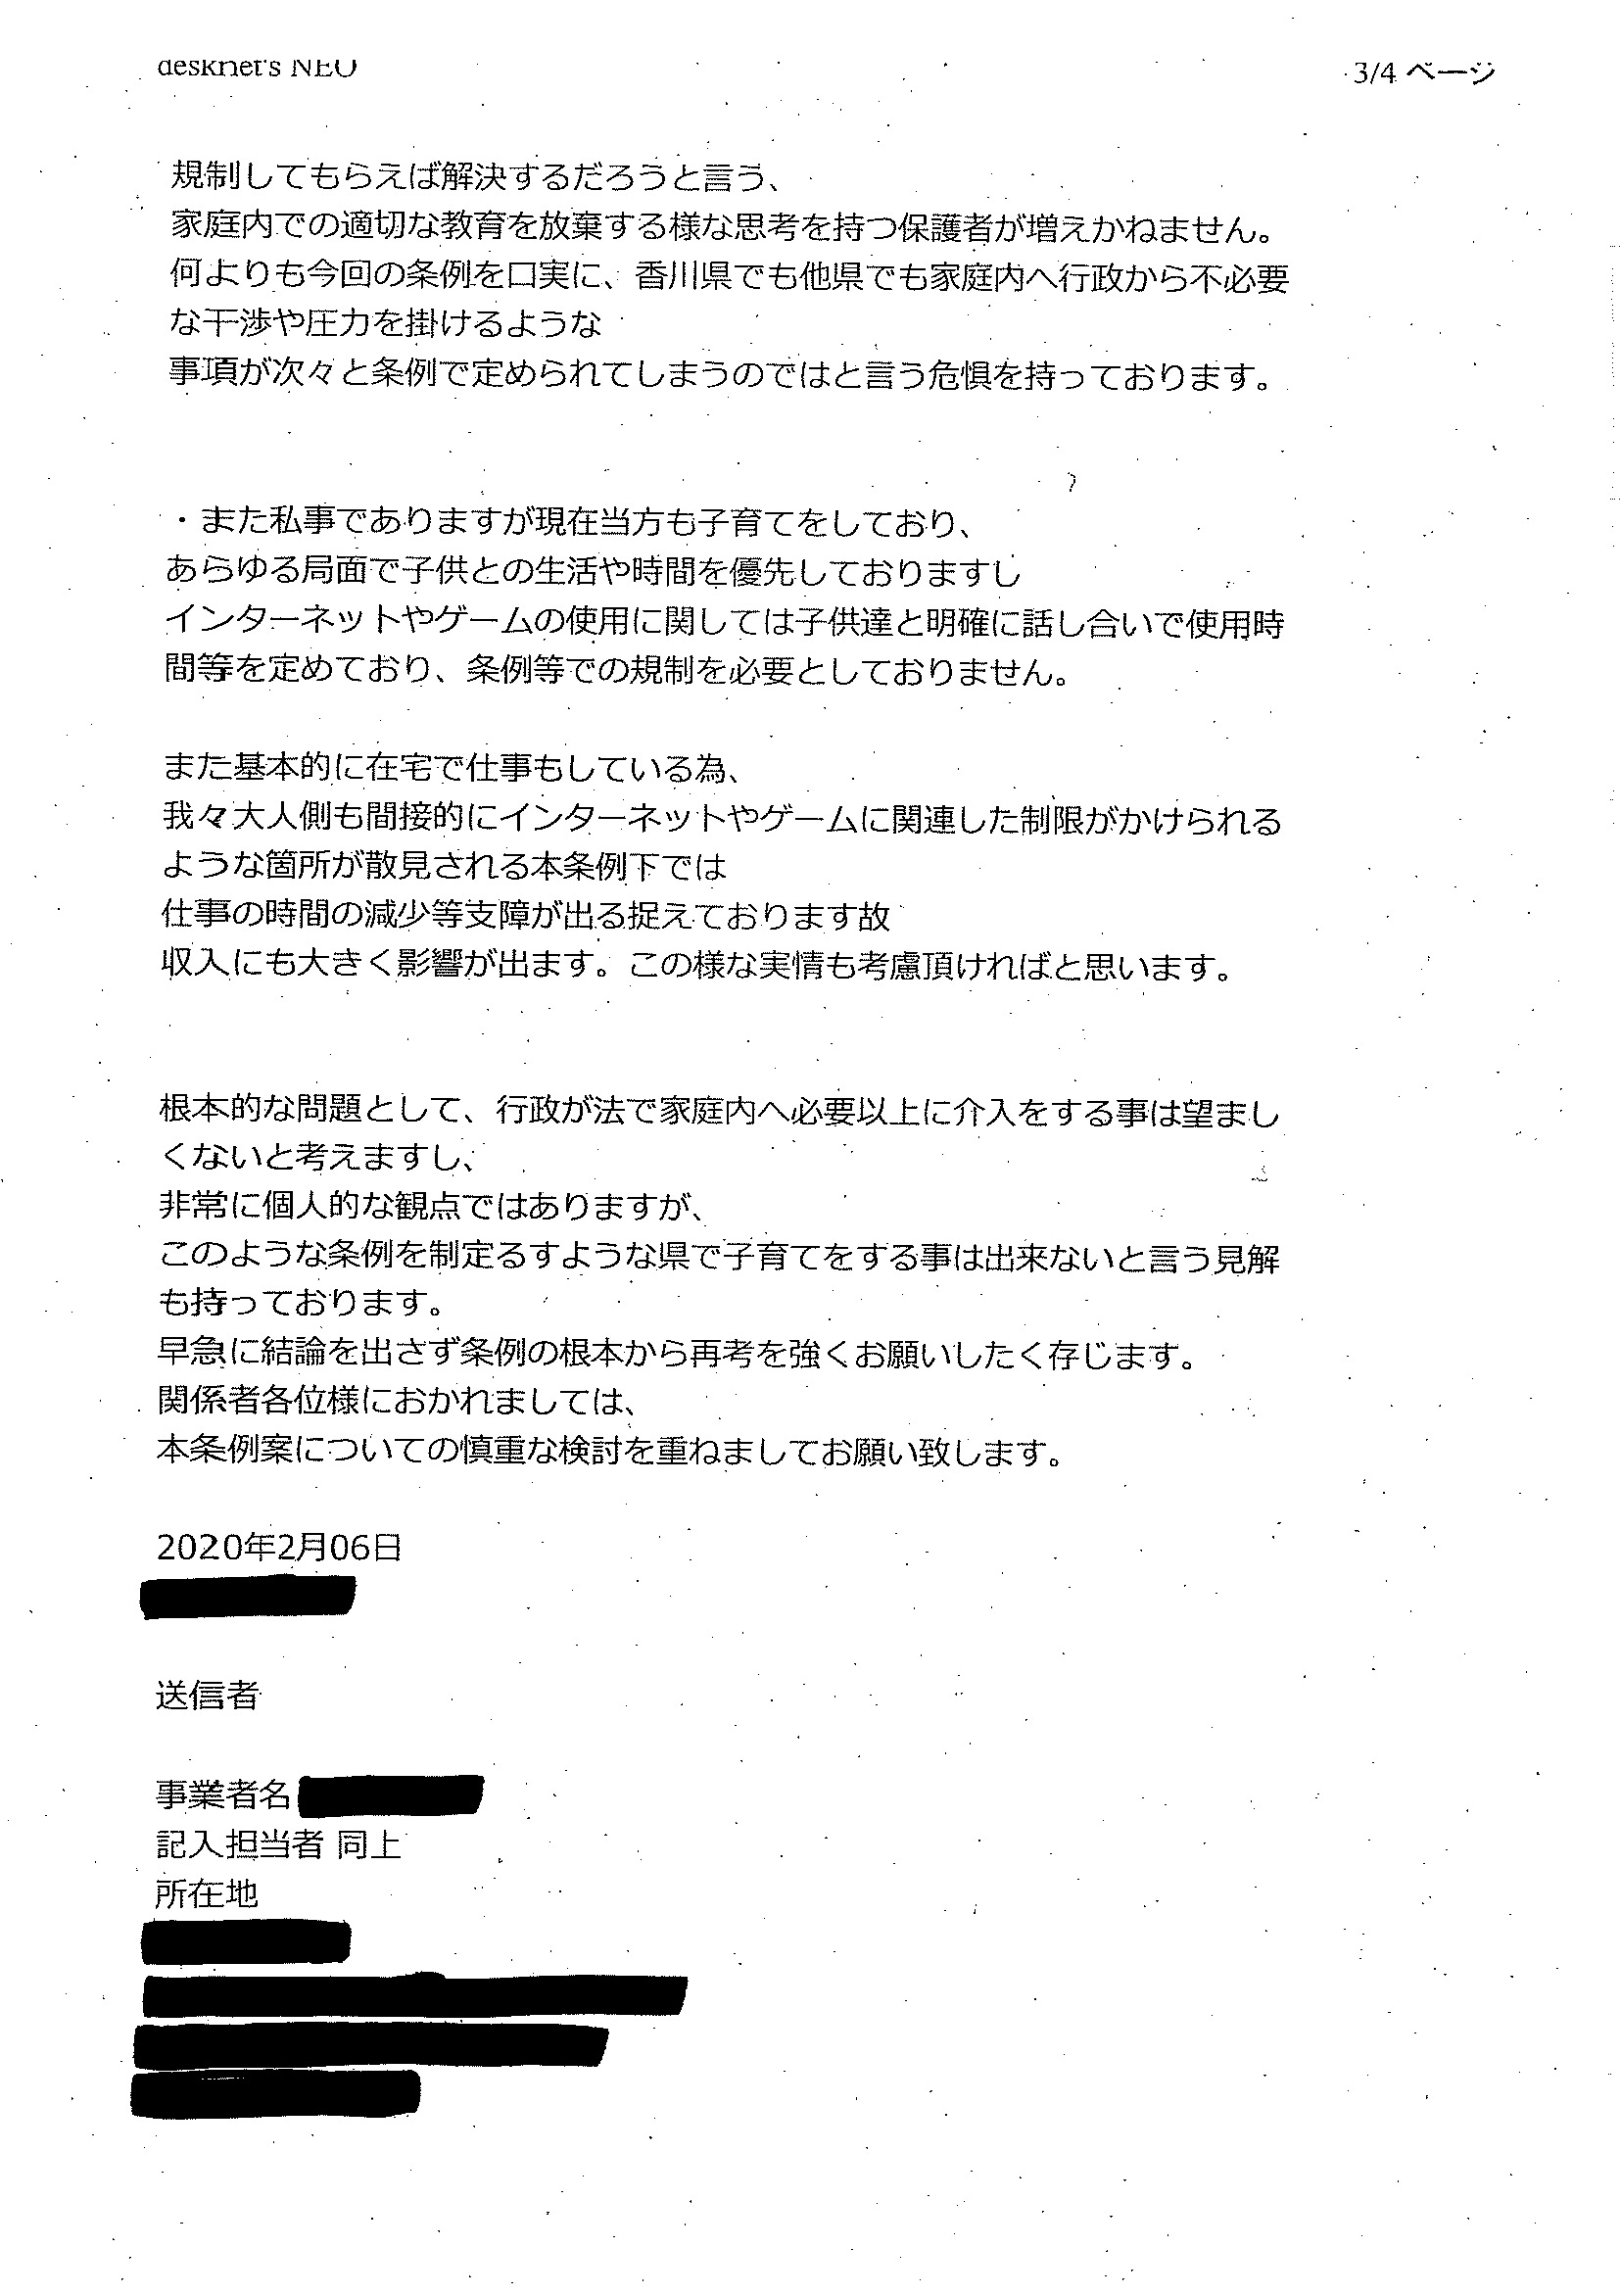 desknet's NEO
3/4 ページ
規制してもらえば解決するだろうと言う、
家庭内での適切な教育を放棄する様な思考を持つ保護者が増えかねません。
何よりも今回の条例を口実に、香川県でも他県でも家庭内へ行政から不必要
な干渉や圧力を掛けるような
事項が次々と条例で定められてしまうのではと言う危惧を持っております。
・また私事でありますが現在当方も子育てをしており、
あらゆる局面で子供との生活や時間を優先しておりますし
インターネットやゲームの使用に関しては子供達と明確に話し合いで使用時
間等を定めており、条例等での規制を必要としておりません。
また基本的に在宅で仕事もしている為、
我々大人側も間接的にインターネットやゲームに関連した制限がかけられる
ような箇所が散見される本条例下では
仕事の時間の減少等支障が出る捉えております故
収入にも大きく影響が出ます。この様な実情も考慮頂ければと思います。
根本的な問題として、行政が法で家庭内へ必要以上に介入をする事は望まし
くないと考えますし、
非常に個人的な観点ではありますが、
このような条例を制定るすような県で子育てをする事は出来ないと言う見解
も持っております。
早急に結論を出さず条例の根本から再考を強くお願いしたく存じます。
関係者各位様におかれましては、
本条例案についての慎重な検討を重ねましてお願い致します。
2020年2月06日
送信者
事業者名
記入担当者 同上
所在地